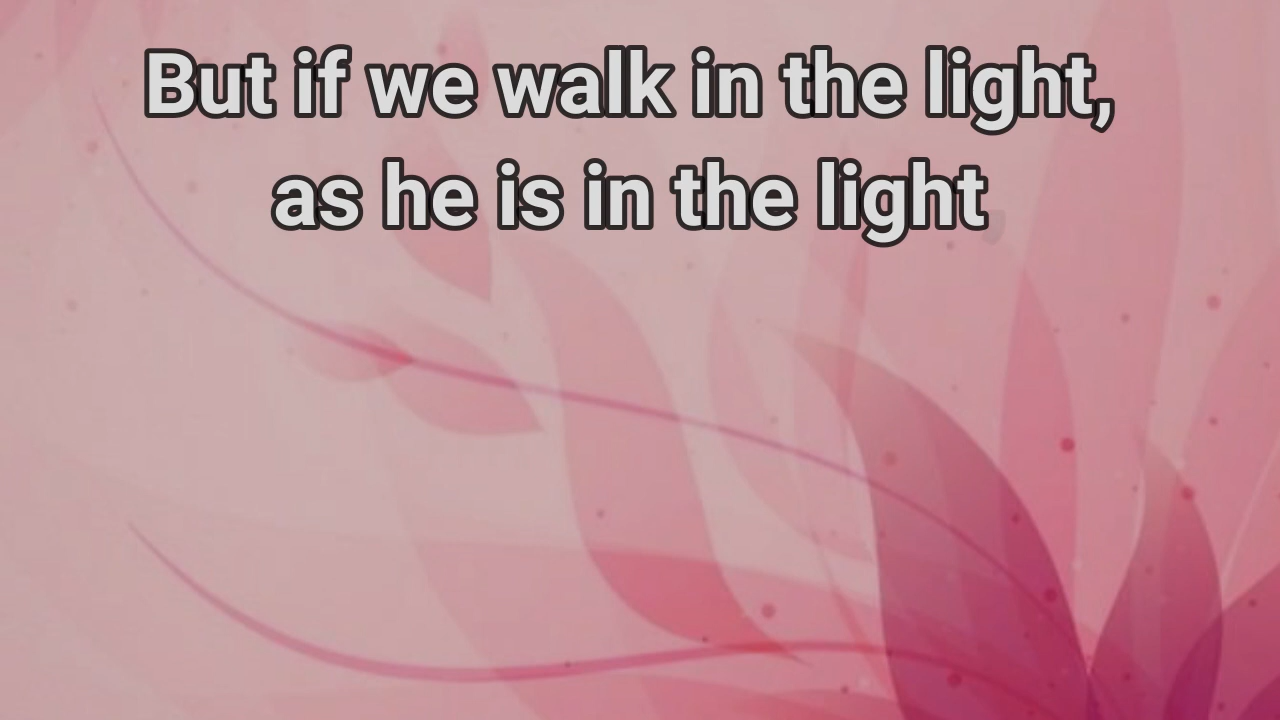 But if we walk in the light,
as he is in the light